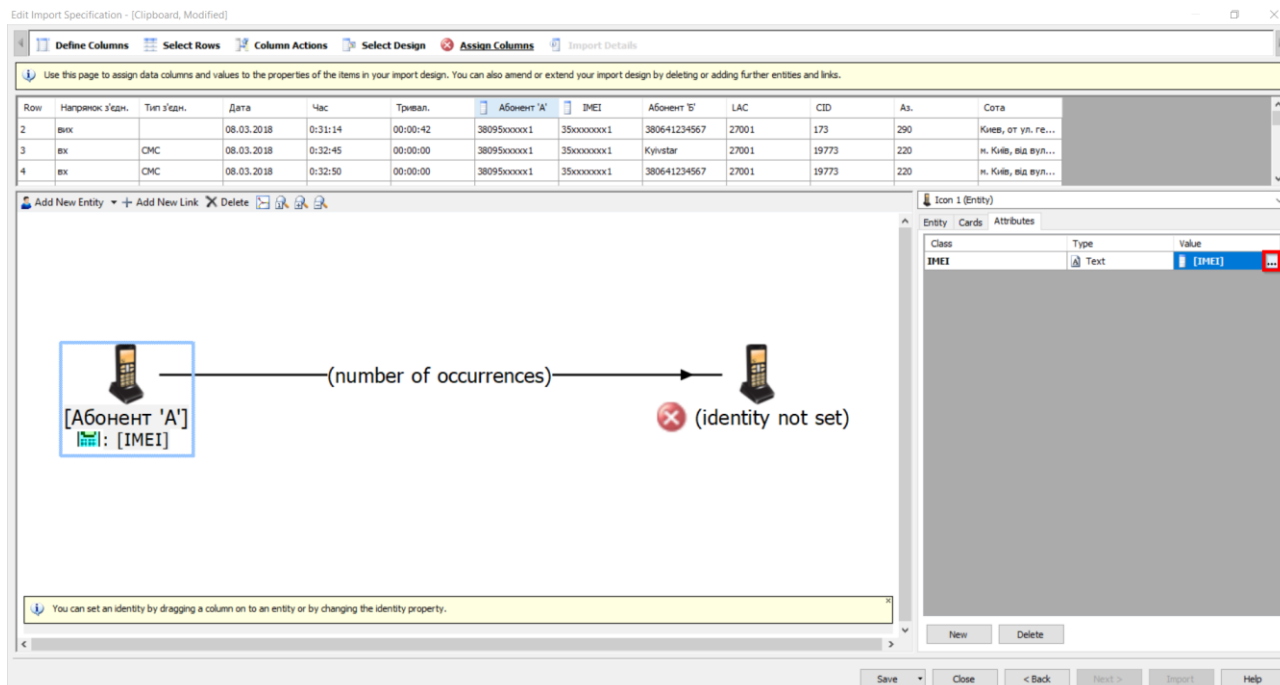 Edit Import Specification - [Clipboard, Modified]
Define Columns Select Rows Column Actions Select Design Assign Columns Import Details
Use this page to assign data columns and values to the properties of the items in your import design. You can also amend or extend your import design by deleting or adding further entities and links.
Row Напрянок з'єдн. Тип з'єдн. Дата Час Тривал. Абонент 'А' IMEI Абонент 'Б' LAC CID Аз. Сота
2 вих 08.03.2018 0:31:14 00:00:42 38095xxxxx1 35xxxxxxx1 380641234567 27001 173 290 Киев, от ул. ге...
3 вх СМС 08.03.2018 0:32:45 00:00:00 38095xxxxx1 35xxxxxxx1 Kyivstar 27001 19773 220 м. Київ, від вул...
4 вх СМС 08.03.2018 0:32:50 00:00:00 38095xxxxx1 35xxxxxxx1 380641234567 27001 19773 220 м. Київ, від вул...
Add New Entity Add New Link Delete
Icon 1 (Entity)
Entity Cards Attributes
Class Type Value
IMEI Text [IMEI] ...
(number of occurrences)
[Абонент 'А']
: [IMEI]
(identity not set)
You can set an identity by dragging a column on to an entity or by changing the identity property.
New Delete
Save Close < Back Next > Import Help